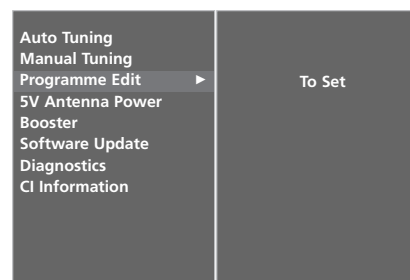 Auto Tuning
Manual Tuning
Programme Edit ►
To Set
5V Antenna Power
Booster
Software Update
Diagnostics
CI Information